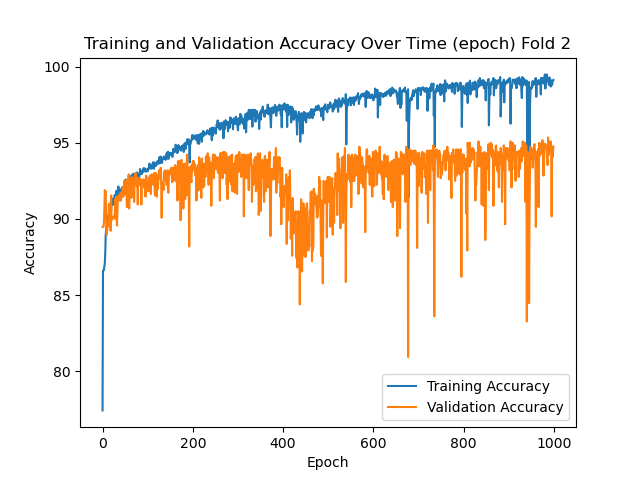 Training and Validation Accuracy Over Time (epoch) Fold 2
100
95
90
85
80
Accuracy
0
200
400
600
800
1000
Epoch
Training Accuracy
Validation Accuracy